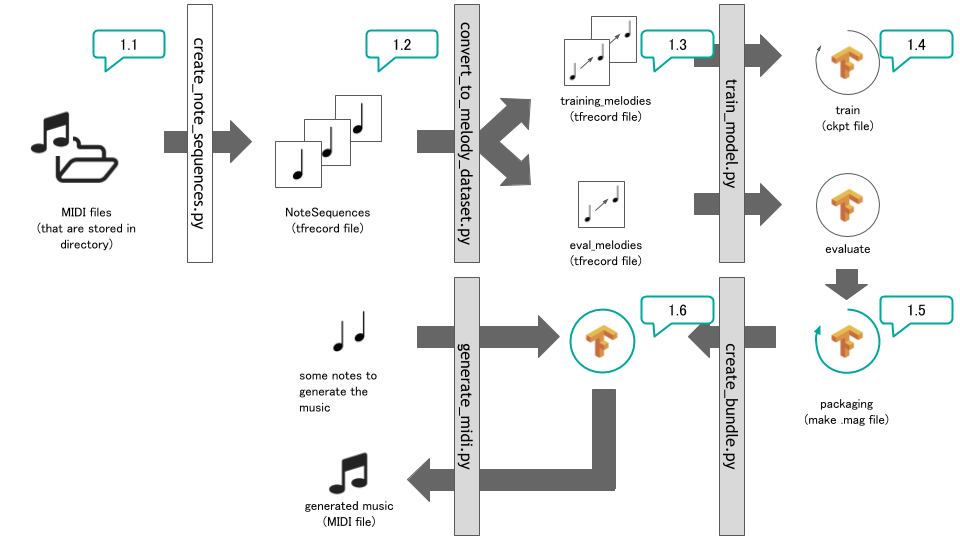 1.1
1.2
1.3
1.4
create_note_sequences.py
convert_to_melody_dataset.py
train_model.py
MIDI files
(that are stored in
directory)
NoteSequences
(tfrecord file)
training_melodies
(tfrecord file)
train
(ckpt file)
eval_melodies
(tfrecord file)
evaluate
1.6
1.5
generate_midi.py
create_bundle.py
some notes to
generate the
music
packaging
(make .mag file)
generated music
(MIDI file)